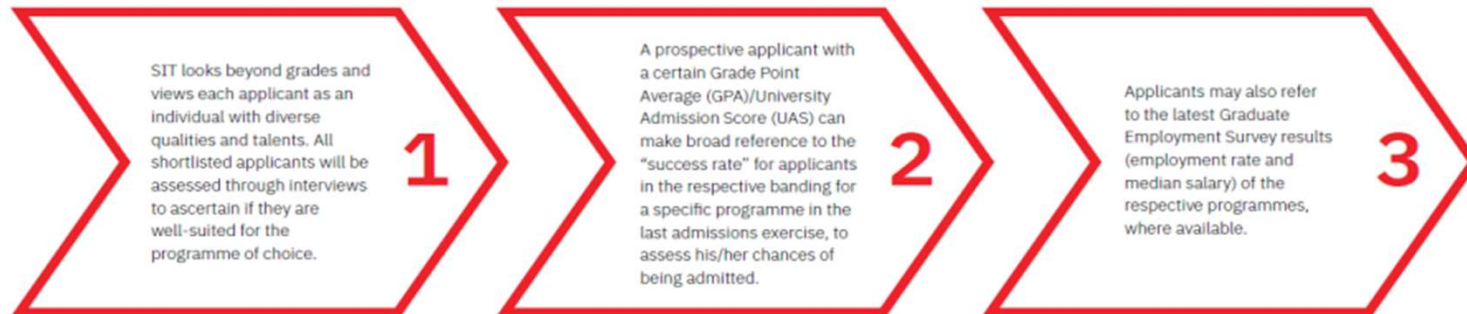 SIT looks beyond grades and
views each applicant as an
individual with diverse
qualities and talents. All
shortlisted applicants will be
assessed through interviews
to ascertain if they are
well-suited for the
programme of choice.
1
A prospective applicant with
a certain Grade Point
Average (GPA)/University
Admission Score (UAS) can
make broad reference to the
“success rate” for applicants
in the respective banding for
a specific programme in the
last admissions exercise, to
assess his/her chances of
being admitted.
2
Applicants may also refer
to the latest Graduate
Employment Survey results
(employment rate and
median salary) of the
respective programmes,
where available.
3